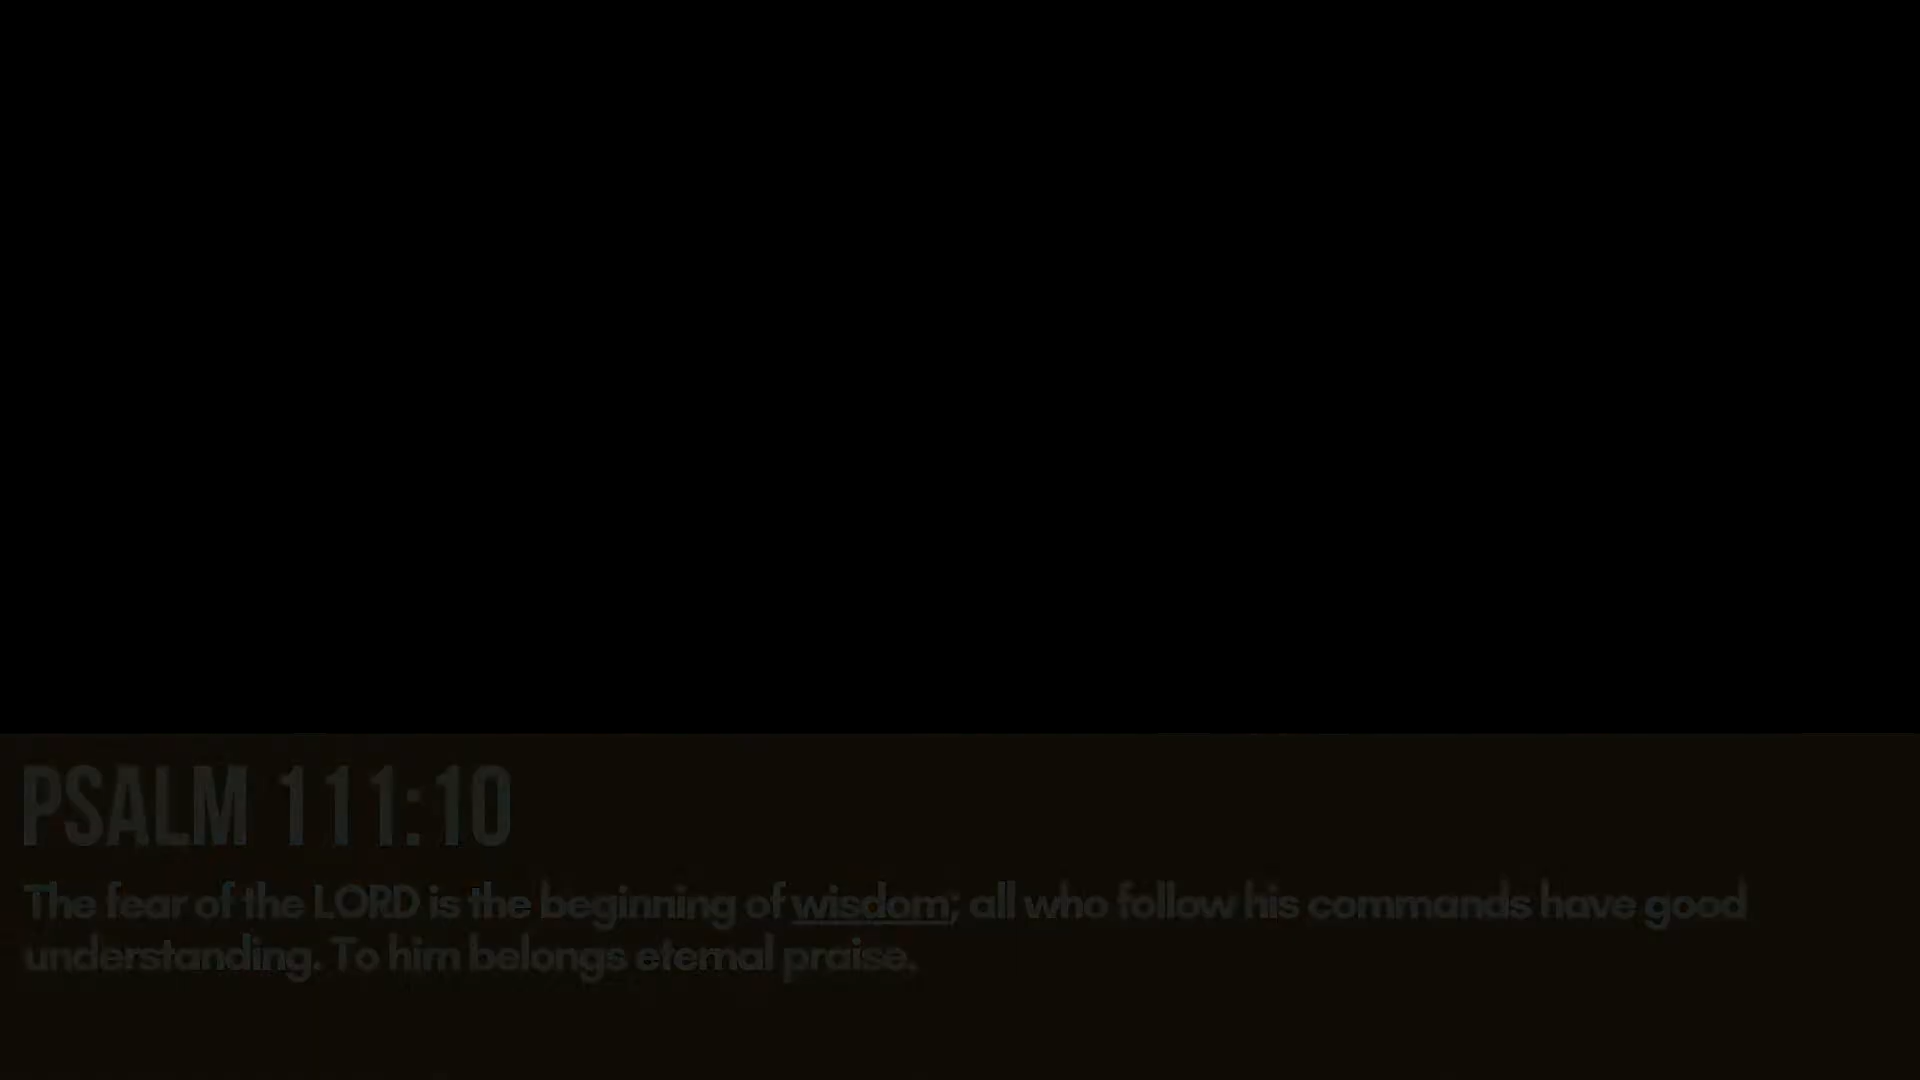 PSALM 111:10
The fear of the LORD is the beginning of wisdom; all who follow his commands have good
understanding. To him belongs eternal praise.